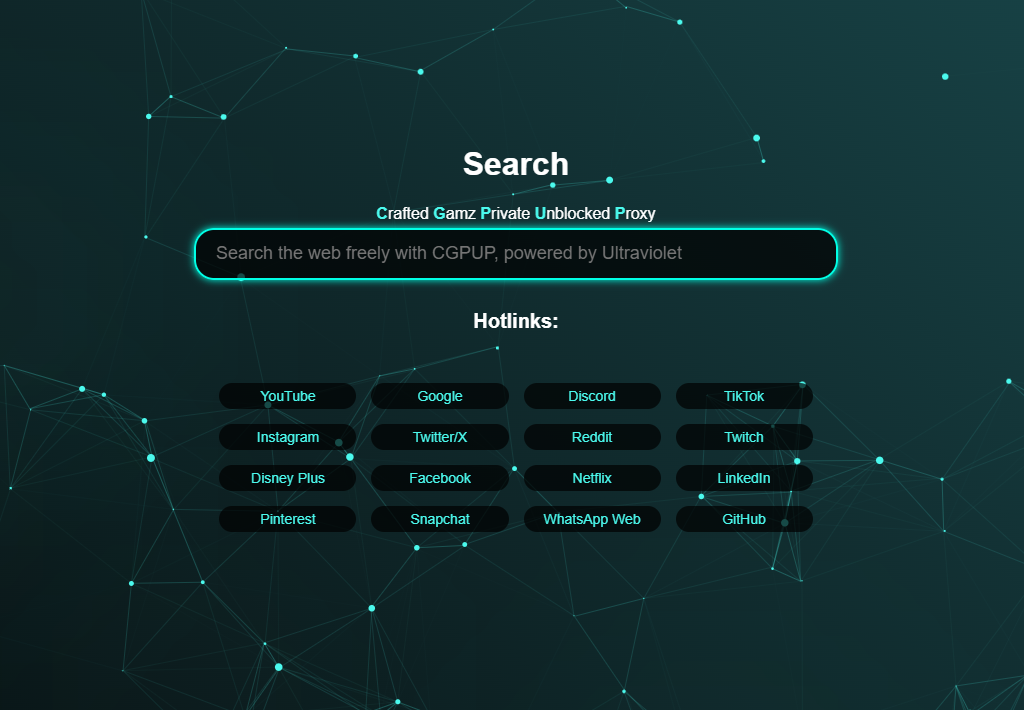 Search
Crafted Gamz Private Unblocked Proxy
Search the web freely with CGPUP, powered by Ultraviolet
Hotlinks:
YouTube Google Discord TikTok
Instagram Twitter/X Reddit Twitch
Disney Plus Facebook Netflix LinkedIn
Pinterest Snapchat WhatsApp Web GitHub